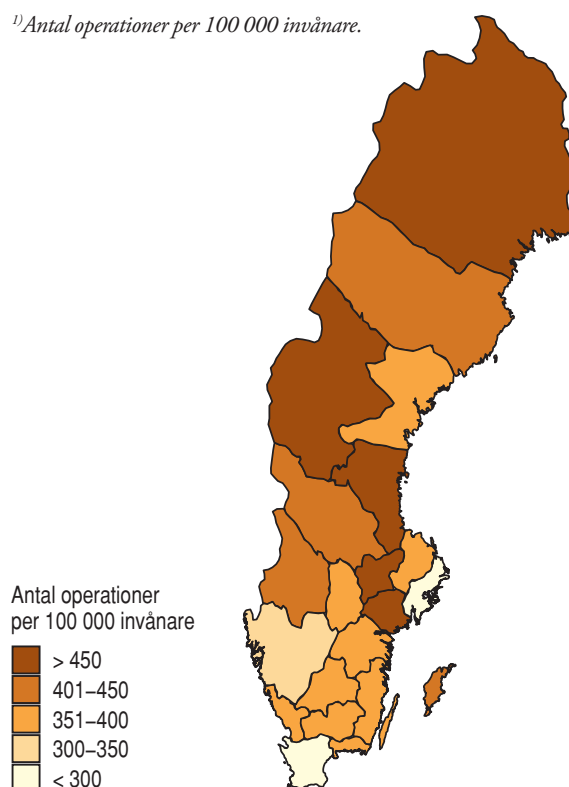 1) Antal operationer per 100 000 invånare.
Antal operationer
per 100 000 invånare
> 450
401–450
351–400
300–350
< 300